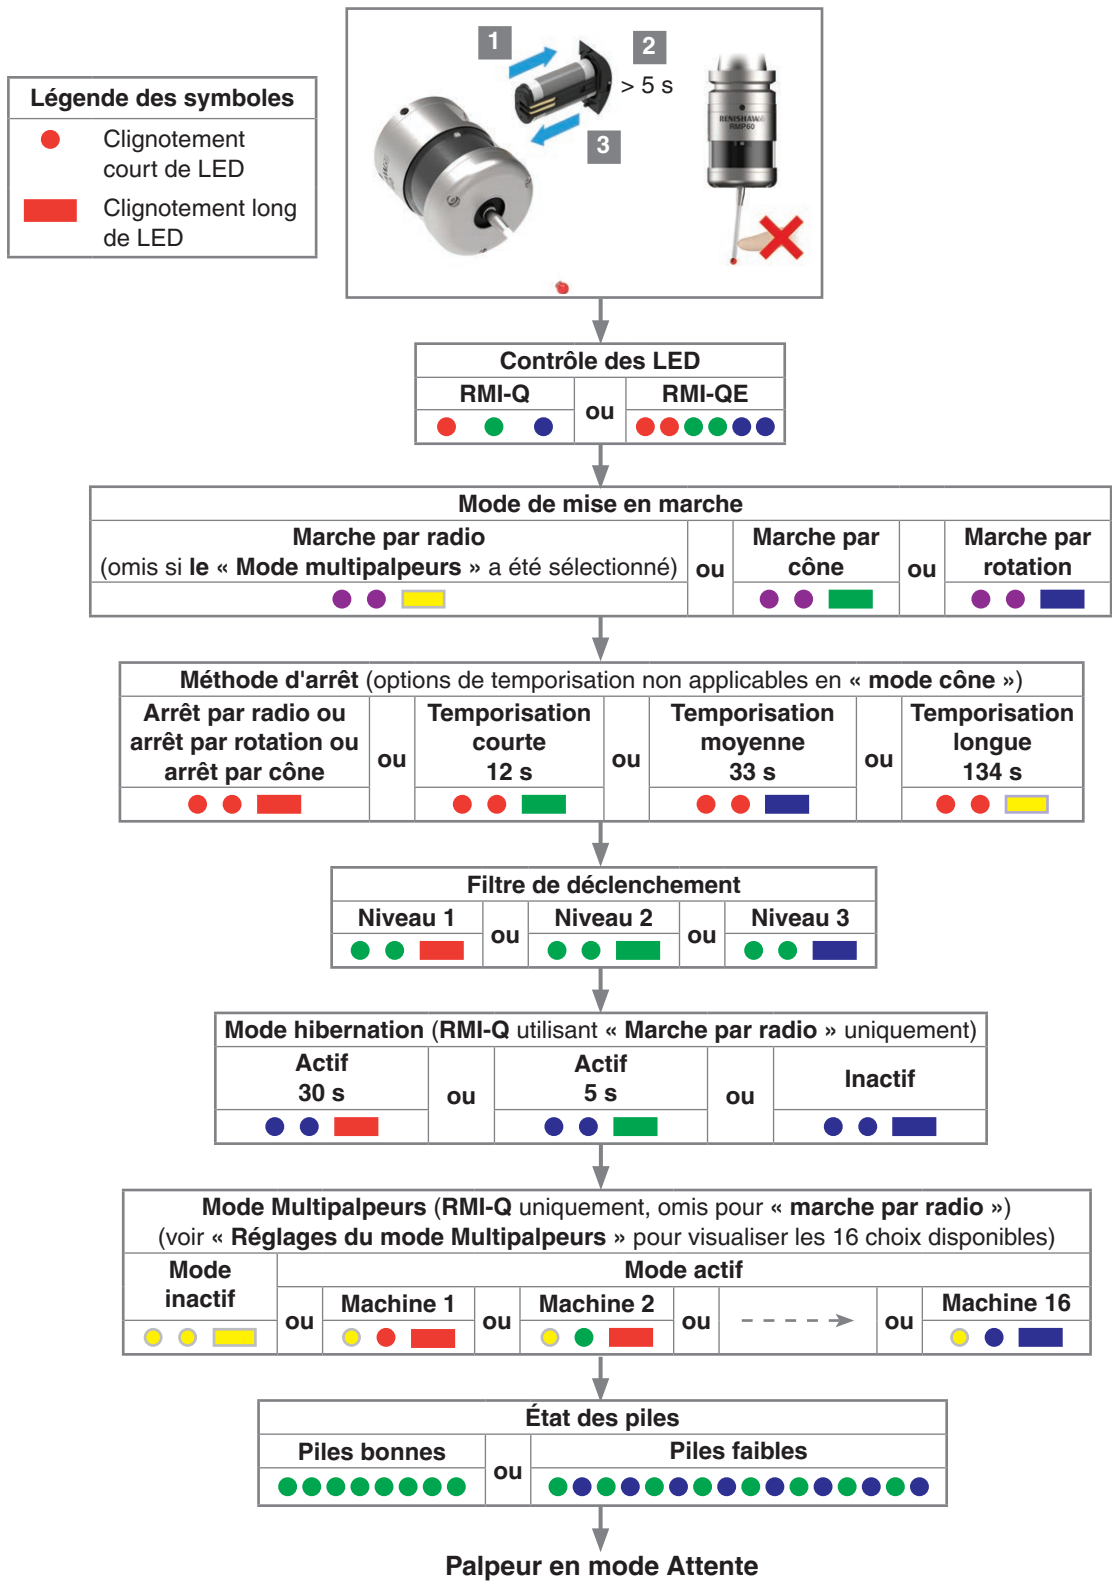 1
2
> 5 s
3
RENISHAW
RMP60
Légende des symboles
Clignotement
court de LED
Clignotement long
de LED
Contrôle des LED
RMI-Q
ou
RMI-QE
Mode de mise en marche
Marche par radio
(omis si le « Mode multipalpeurs » a été sélectionné)
ou
Marche par
cône
ou
Marche par
rotation
Méthode d'arrêt (options de temporisation non applicables en « mode cône »)
Arrêt par radio ou
arrêt par rotation ou
arrêt par cône
ou
Temporisation
courte
12 s
ou
Temporisation
moyenne
33 s
ou
Temporisation
longue
134 s
Filtre de déclenchement
Niveau 1
ou
Niveau 2
ou
Niveau 3
Mode hibernation (RMI-Q utilisant « Marche par radio » uniquement)
Actif
30 s
ou
Actif
5 s
ou
Inactif
Mode Multipalpeurs (RMI-Q uniquement, omis pour « marche par radio »)
(voir « Réglages du mode Multipalpeurs » pour visualiser les 16 choix disponibles)
Mode
inactif
Mode actif
ou
Machine 1
ou
Machine 2
ou
ou
Machine 16
État des piles
Piles bonnes
ou
Piles faibles
Palpeur en mode Attente